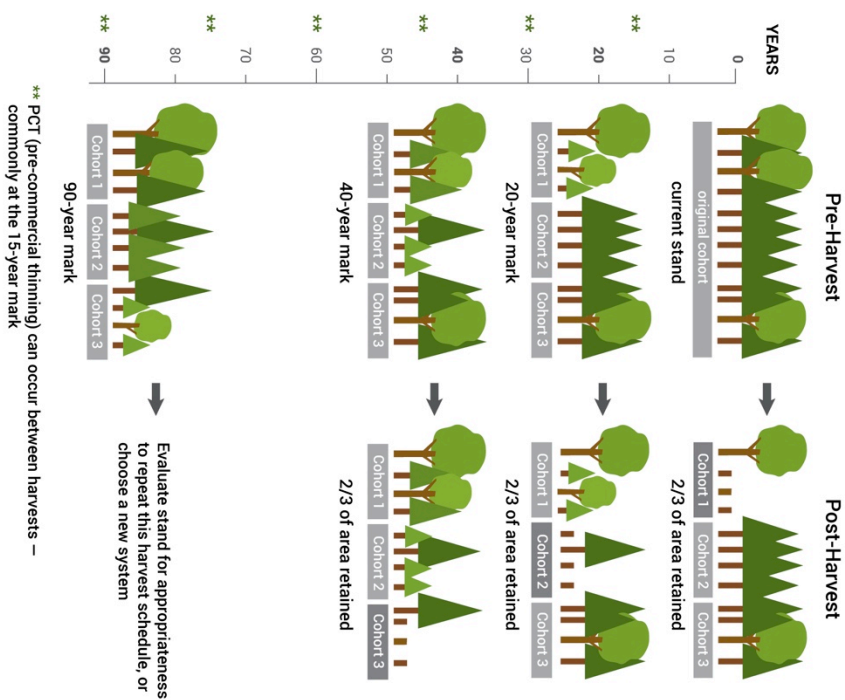 Pre-Harvest
Post-Harvest
YEARS
0
10
20
30
40
50
60
70
80
90
**
**
**
**
**
**
original cohort
current stand
Cohort 1
Cohort 2
Cohort 3
2/3 of area retained
Cohort 1
Cohort 2
Cohort 3
20-year mark
Cohort 1
Cohort 2
Cohort 3
2/3 of area retained
Cohort 1
Cohort 2
Cohort 3
40-year mark
Cohort 1
Cohort 2
Cohort 3
2/3 of area retained
Cohort 1
Cohort 2
Cohort 3
90-year mark
Evaluate stand for appropriateness
to repeat this harvest schedule, or
choose a new system
** PCT (pre-commercial thinning) can occur between harvests –
commonly at the 15-year mark